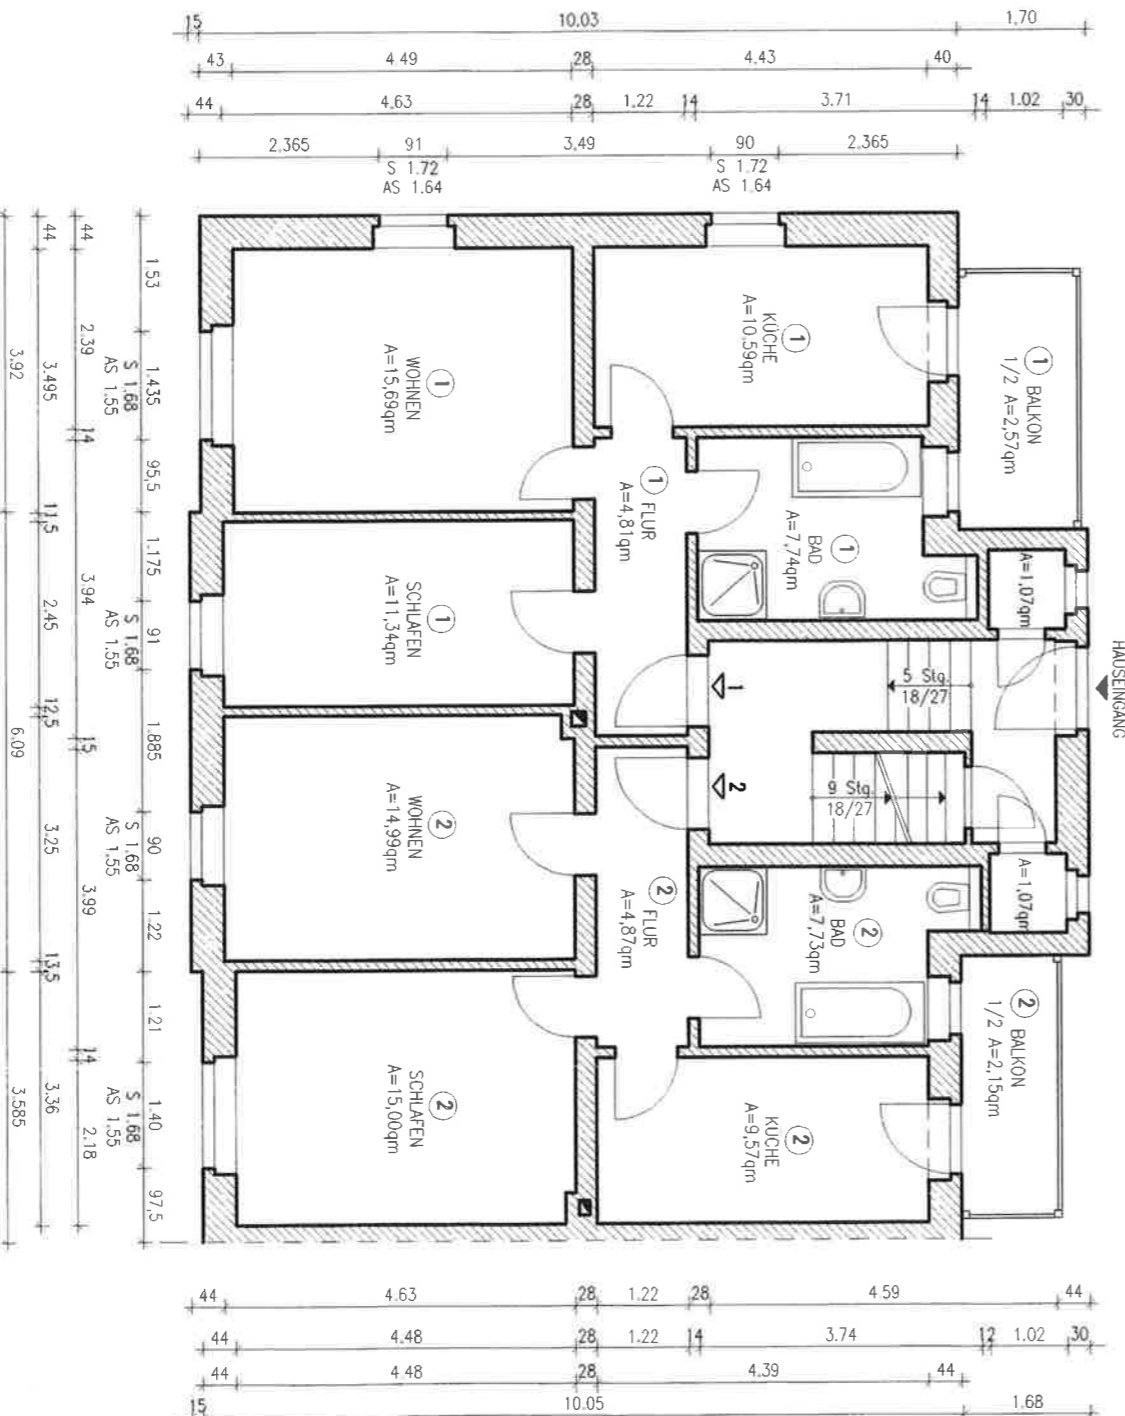 15
10.03
1.70
43
4.49
28
4.43
40
44
4.63
28
1.22
14
3.71
14
1.02
30
2.365
91
3.49
90
2.365
S 1.72
AS 1.64
S 1.72
AS 1.64
44
1.53
1.435
95,5
1.175
91
1.885
90
1.22
1.21
1.40
97,5
S 1.68
AS 1.55
S 1.68
AS 1.55
S 1.68
AS 1.55
S 1.68
AS 1.55
44
2.39
14
3.94
15
3.99
14
2.18
44
3.495
11,5
2.45
12,5
3.25
13,5
3.36
3.92
6.09
3.585
1
WOHNEN
A=15,69qm
1
KÜCHE
A=10,59qm
1 BALKON
1/2 A=2,57qm
1 FLUR
A=4,81qm
1
BAD
A=7,74qm
A=1,07qm
HAUSEINGANG
1
SCHLAFEN
A=11,34qm
1
5 Stg.
18/27
2
9 Stg.
18/27
2
WOHNEN
A=14,99qm
2 FLUR
A=4,87qm
2
BAD
A=7,73qm
A=1,07qm
2 BALKON
1/2 A=2,15qm
2
SCHLAFEN
A=15,00qm
2
KÜCHE
A=9,57qm
44
4.63
28
1.22
28
4.59
44
44
4.48
28
1.22
14
3.74
12
1.02
30
44
4.48
28
4.39
44
15
10.05
1.68